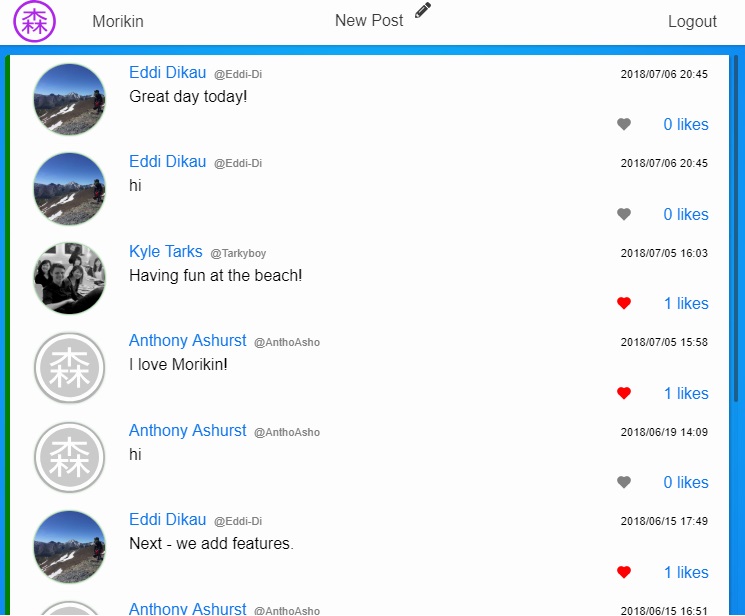 森 Morikin New Post Logout
Eddi Dikau @Eddi-Di 2018/07/06 20:45
Great day today!
0 likes
Eddi Dikau @Eddi-Di 2018/07/06 20:45
hi
0 likes
Kyle Tarks @Tarkyboy 2018/07/05 16:03
Having fun at the beach!
1 likes
Anthony Ashurst @AnthoAsho 2018/07/05 15:58
森 I love Morikin!
1 likes
Anthony Ashurst @AnthoAsho 2018/06/19 14:09
森 hi
0 likes
Eddi Dikau @Eddi-Di 2018/06/15 17:49
Next - we add features.
1 likes
Anthony Ashurst @AnthoAsho 2018/06/15 16:51